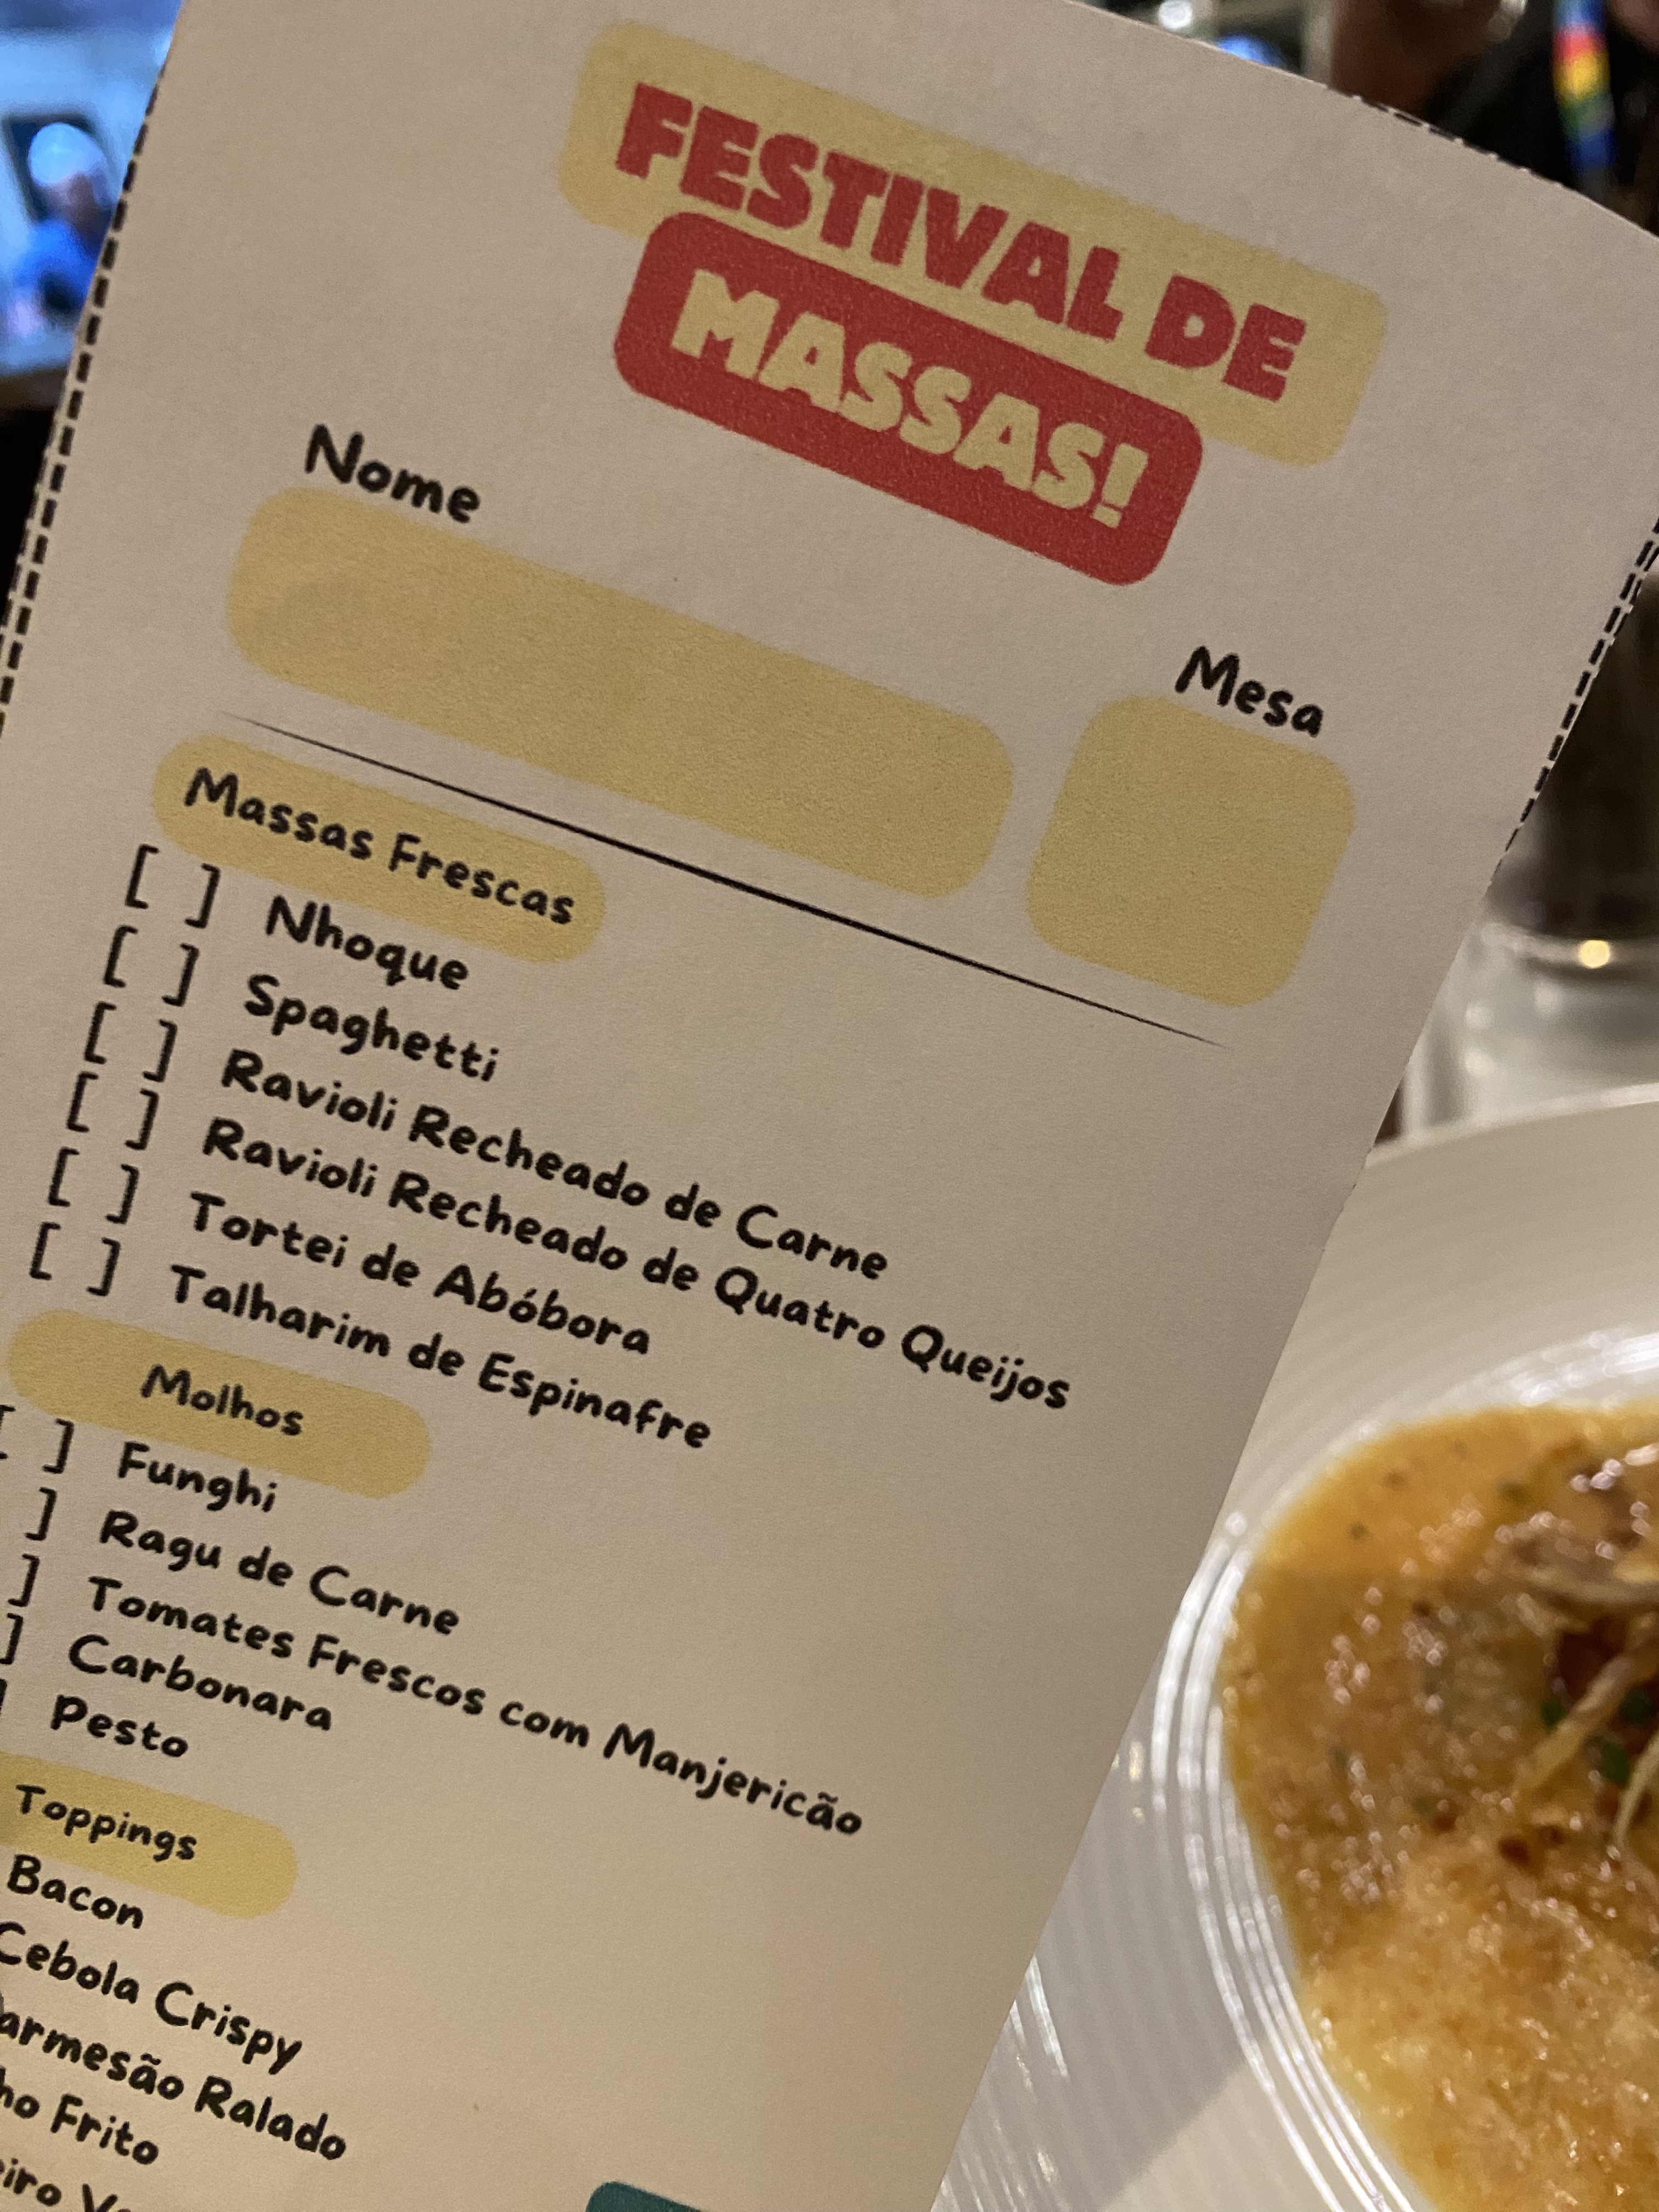 FESTIVAL DE
MASSAS!
Nome
Mesa
Massas Frescas
[ ] Nhoque
[ ] Spaghetti
[ ] Ravioli Recheado de Carne
[ ] Ravioli Recheado de Quatro Queijos
[ ] Tortei de Abóbora
[ ] Talharim de Espinafre
Molhos
[ ] Funghi
] Ragu de Carne
] Tomates Frescos com Manjericão
] Carbonara
] Pesto
Toppings
Bacon
Cebola Crispy
armesão Ralado
ho Frito
eiro